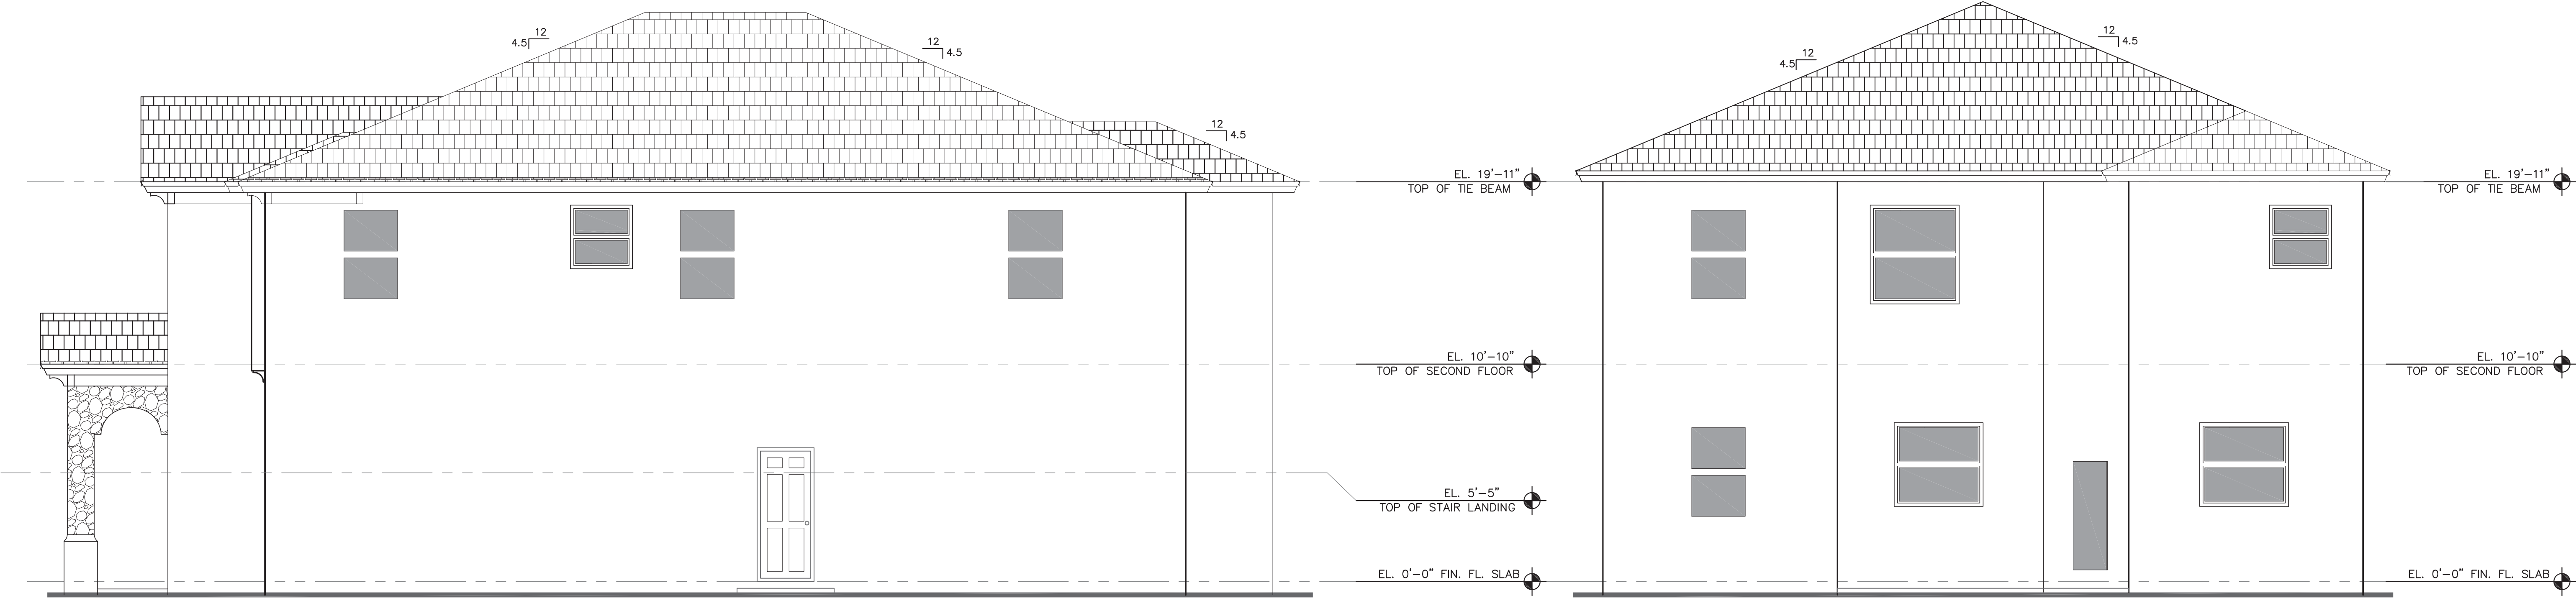 12
4.5
12
4.5
12
4.5
EL. 19'-11"
TOP OF TIE BEAM
EL. 10'-10"
TOP OF SECOND FLOOR
EL. 5'-5"
TOP OF STAIR LANDING
EL. 0'-0" FIN. FL. SLAB
12
4.5
12
4.5
EL. 19'-11"
TOP OF TIE BEAM
EL. 10'-10"
TOP OF SECOND FLOOR
EL. 0'-0" FIN. FL. SLAB